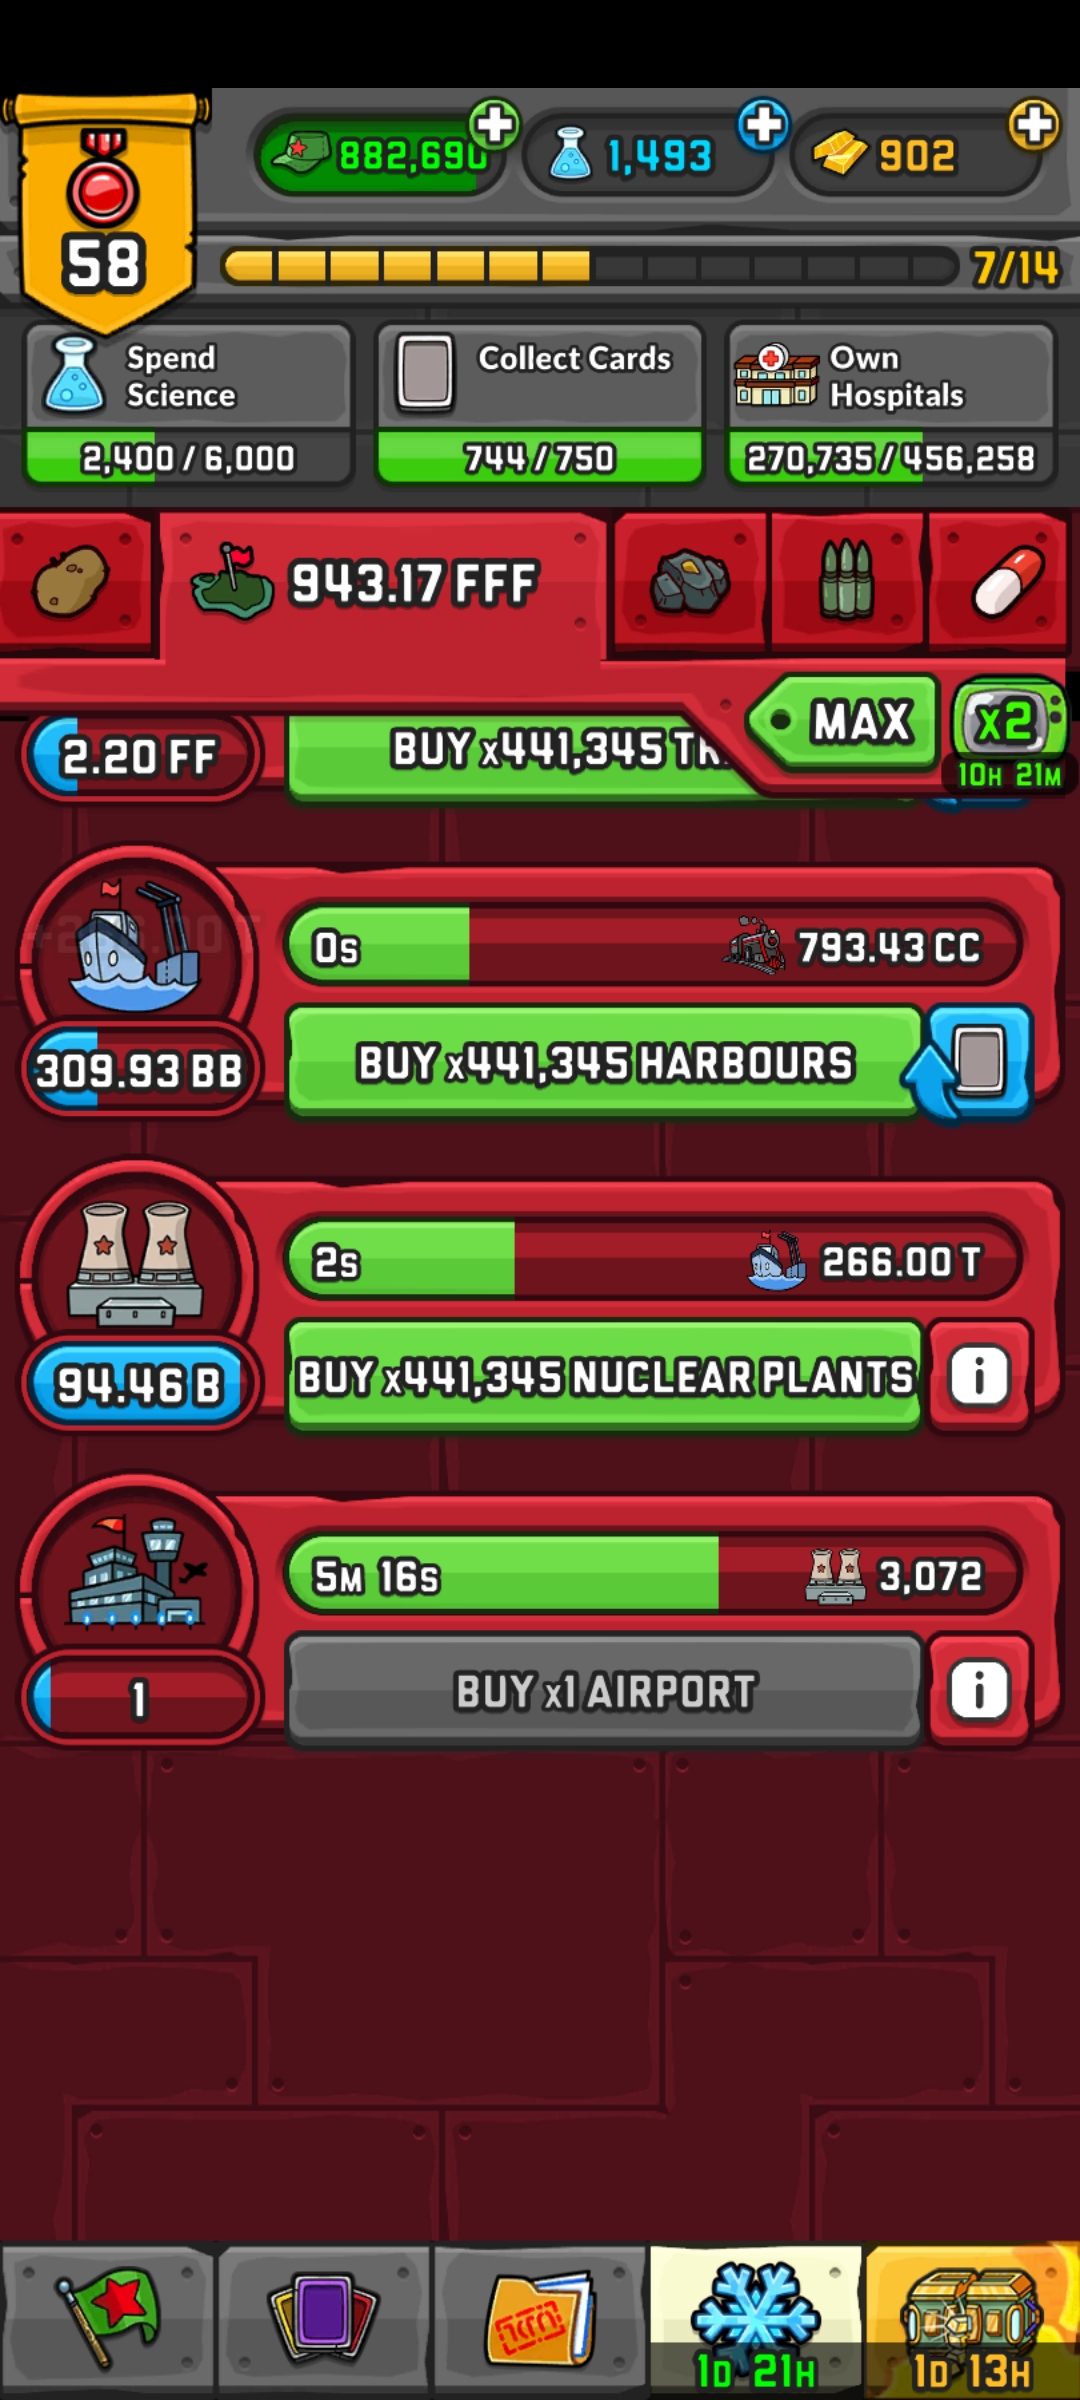 58
882,690
1,493
902
7/14
Spend
Science
2,400 / 6,000
Collect Cards
744 / 750
Own
Hospitals
270,735 / 456,258
943.17 FFF
MAX
x2
10H 21M
2.20 FF
BUY x441,345
0s
793.43 CC
309.93 BB
BUY x441,345 HARBOURS
2s
266.00 T
94.46 B
BUY x441,345 NUCLEAR PLANTS
i
5M 16s
3,072
1
BUY x1 AIRPORT
i
1D 21H
1D 13H